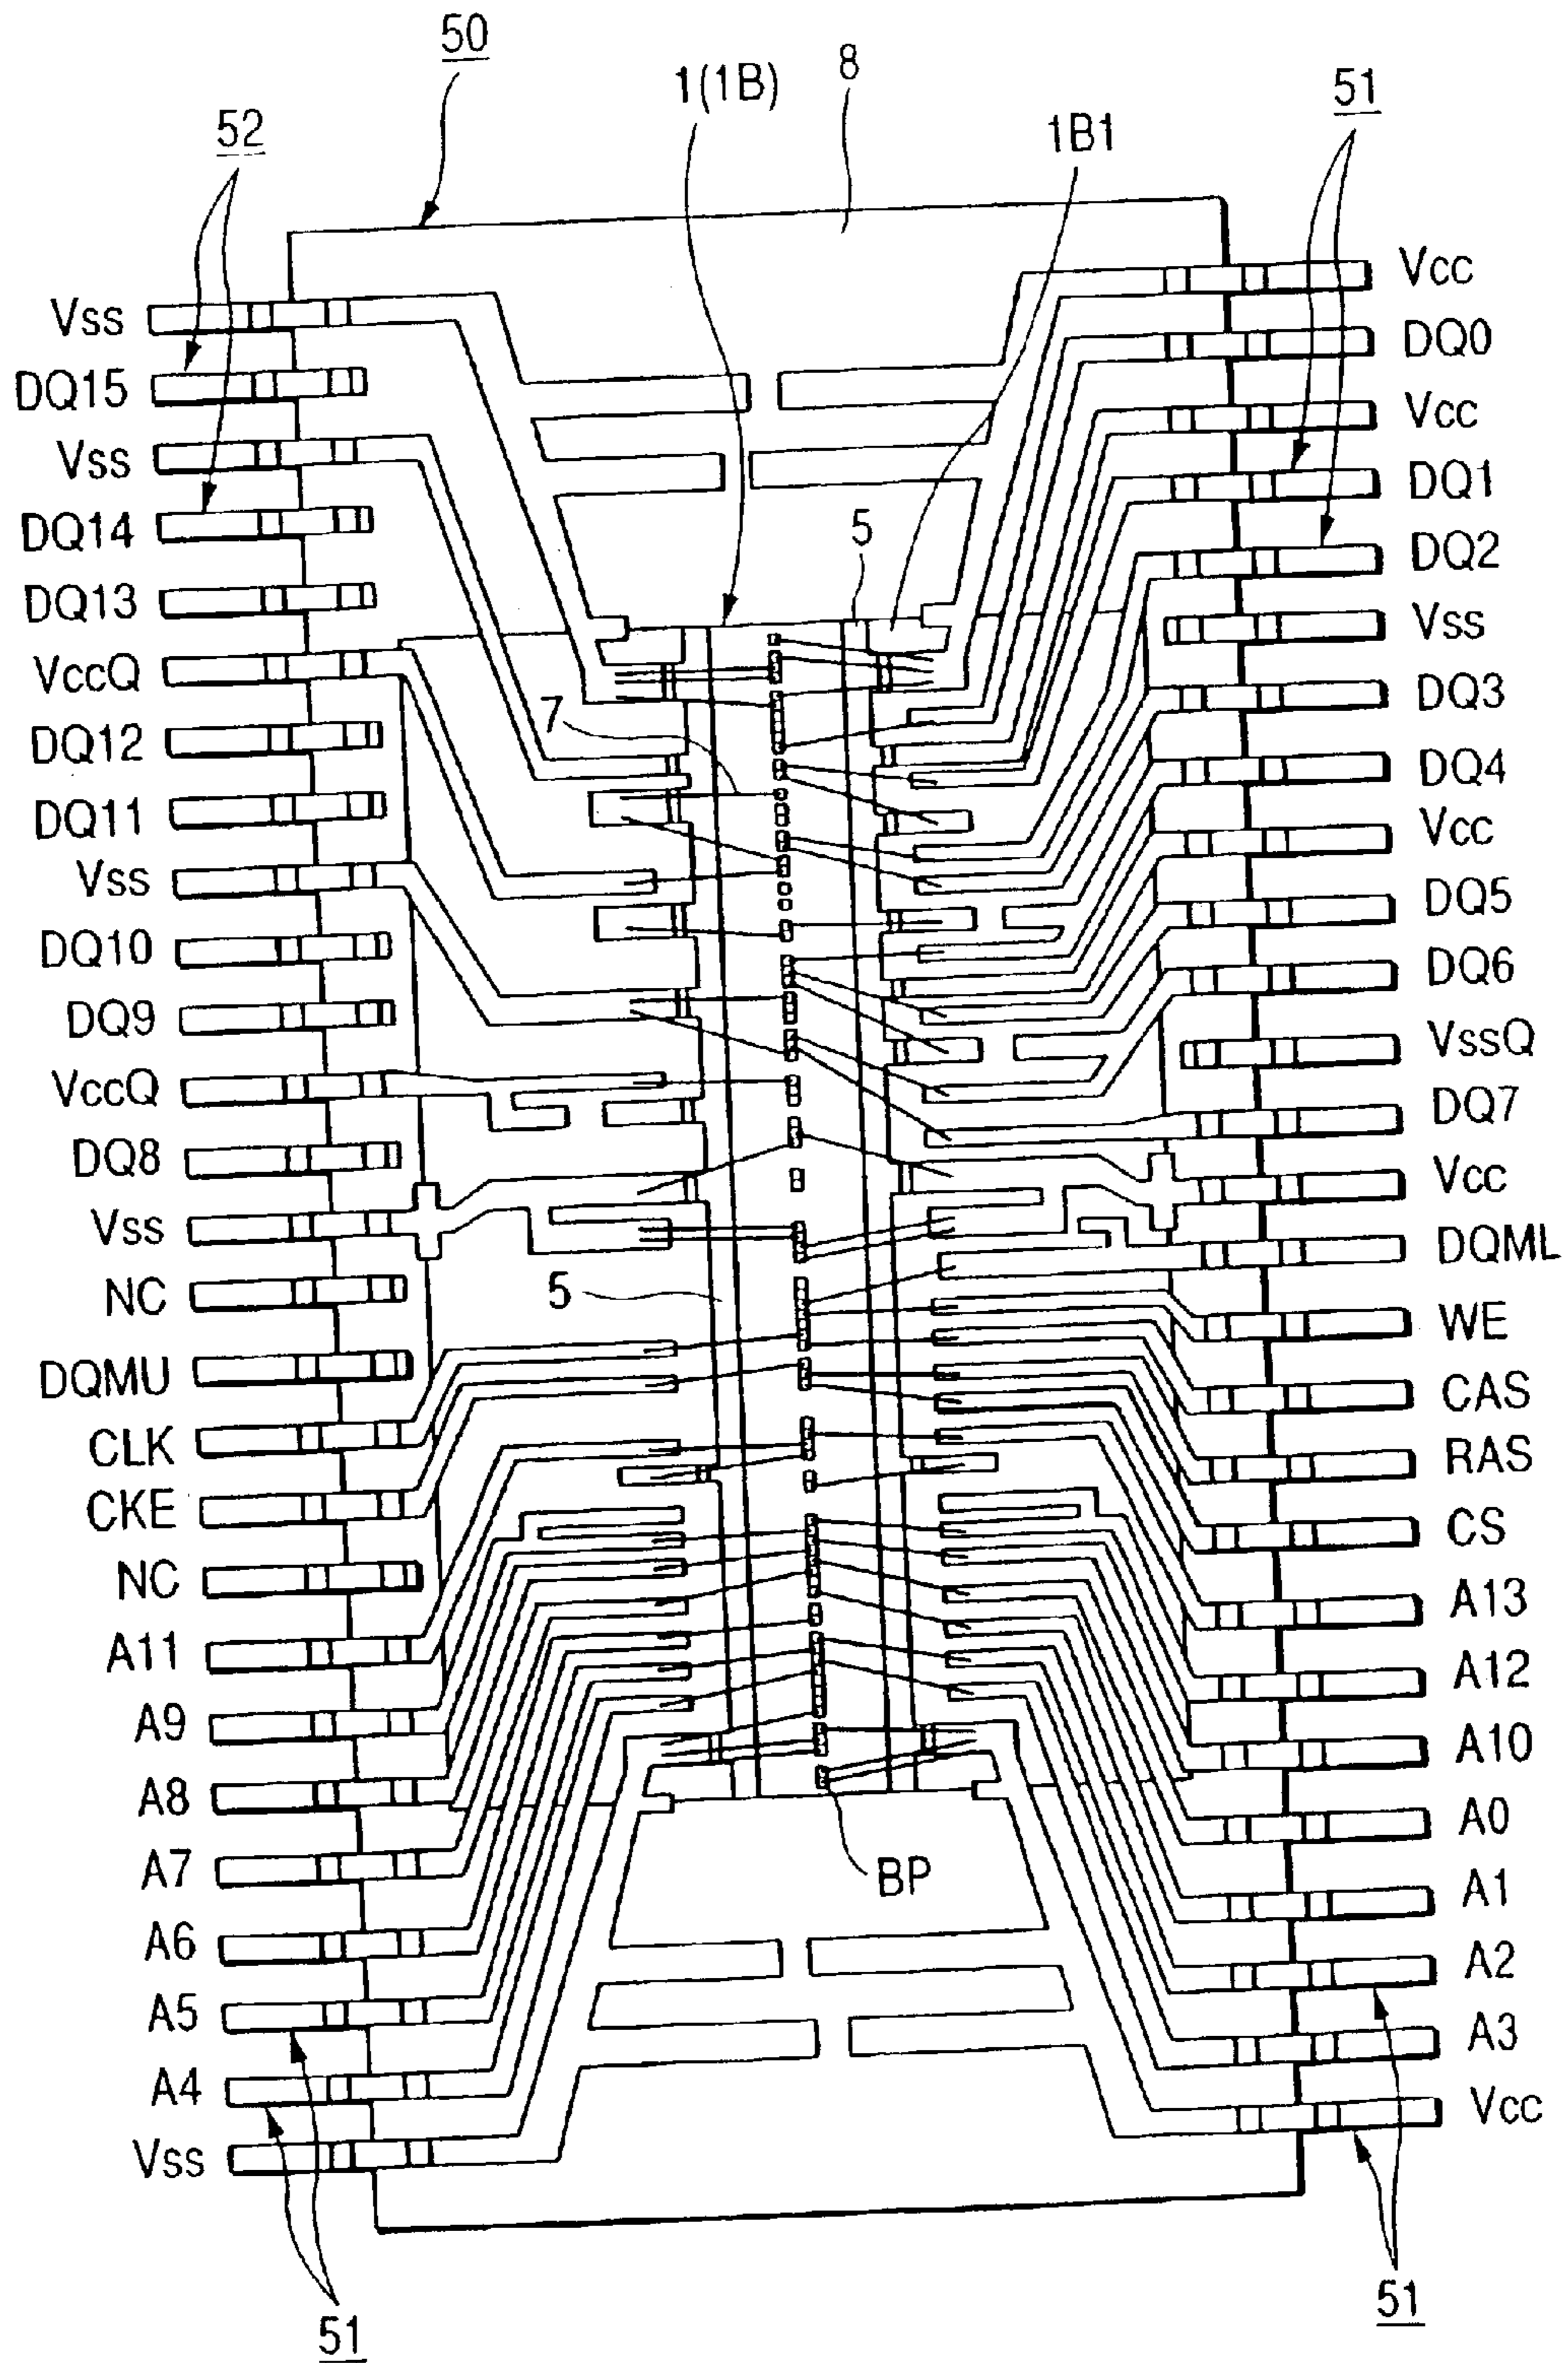 50
1(1B)
8
52
51
1B1
Vss
DQ15
Vss
DQ14
DQ13
VccQ
DQ12
DQ11
Vss
DQ10
DQ9
VccQ
DQ8
Vss
NC
DQMU
CLK
CKE
NC
A11
A9
A8
A7
A6
A5
A4
Vss
51
5
7
5
BP
Vcc
DQ0
Vcc
DQ1
DQ2
Vss
DQ3
DQ4
Vcc
DQ5
DQ6
VssQ
DQ7
Vcc
DQML
WE
CAS
RAS
CS
A13
A12
A10
A0
A1
A2
A3
Vcc
51